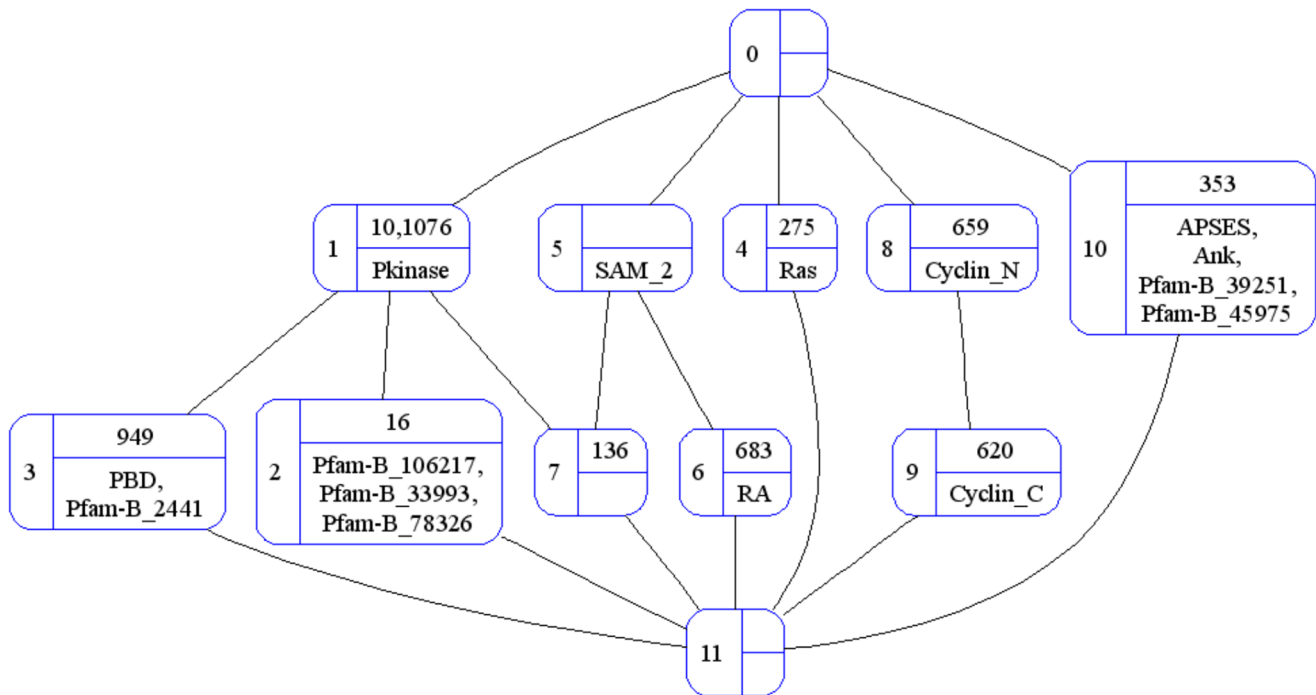 0
1
10,1076
Pkinase
5
SAM_2
4
275
Ras
8
659
Cyclin_N
10
353
APSES,
Ank,
Pfam-B_39251,
Pfam-B_45975
3
949
PBD,
Pfam-B_2441
2
16
Pfam-B_106217,
Pfam-B_33993,
Pfam-B_78326
7
136
6
683
RA
9
620
Cyclin_C
11